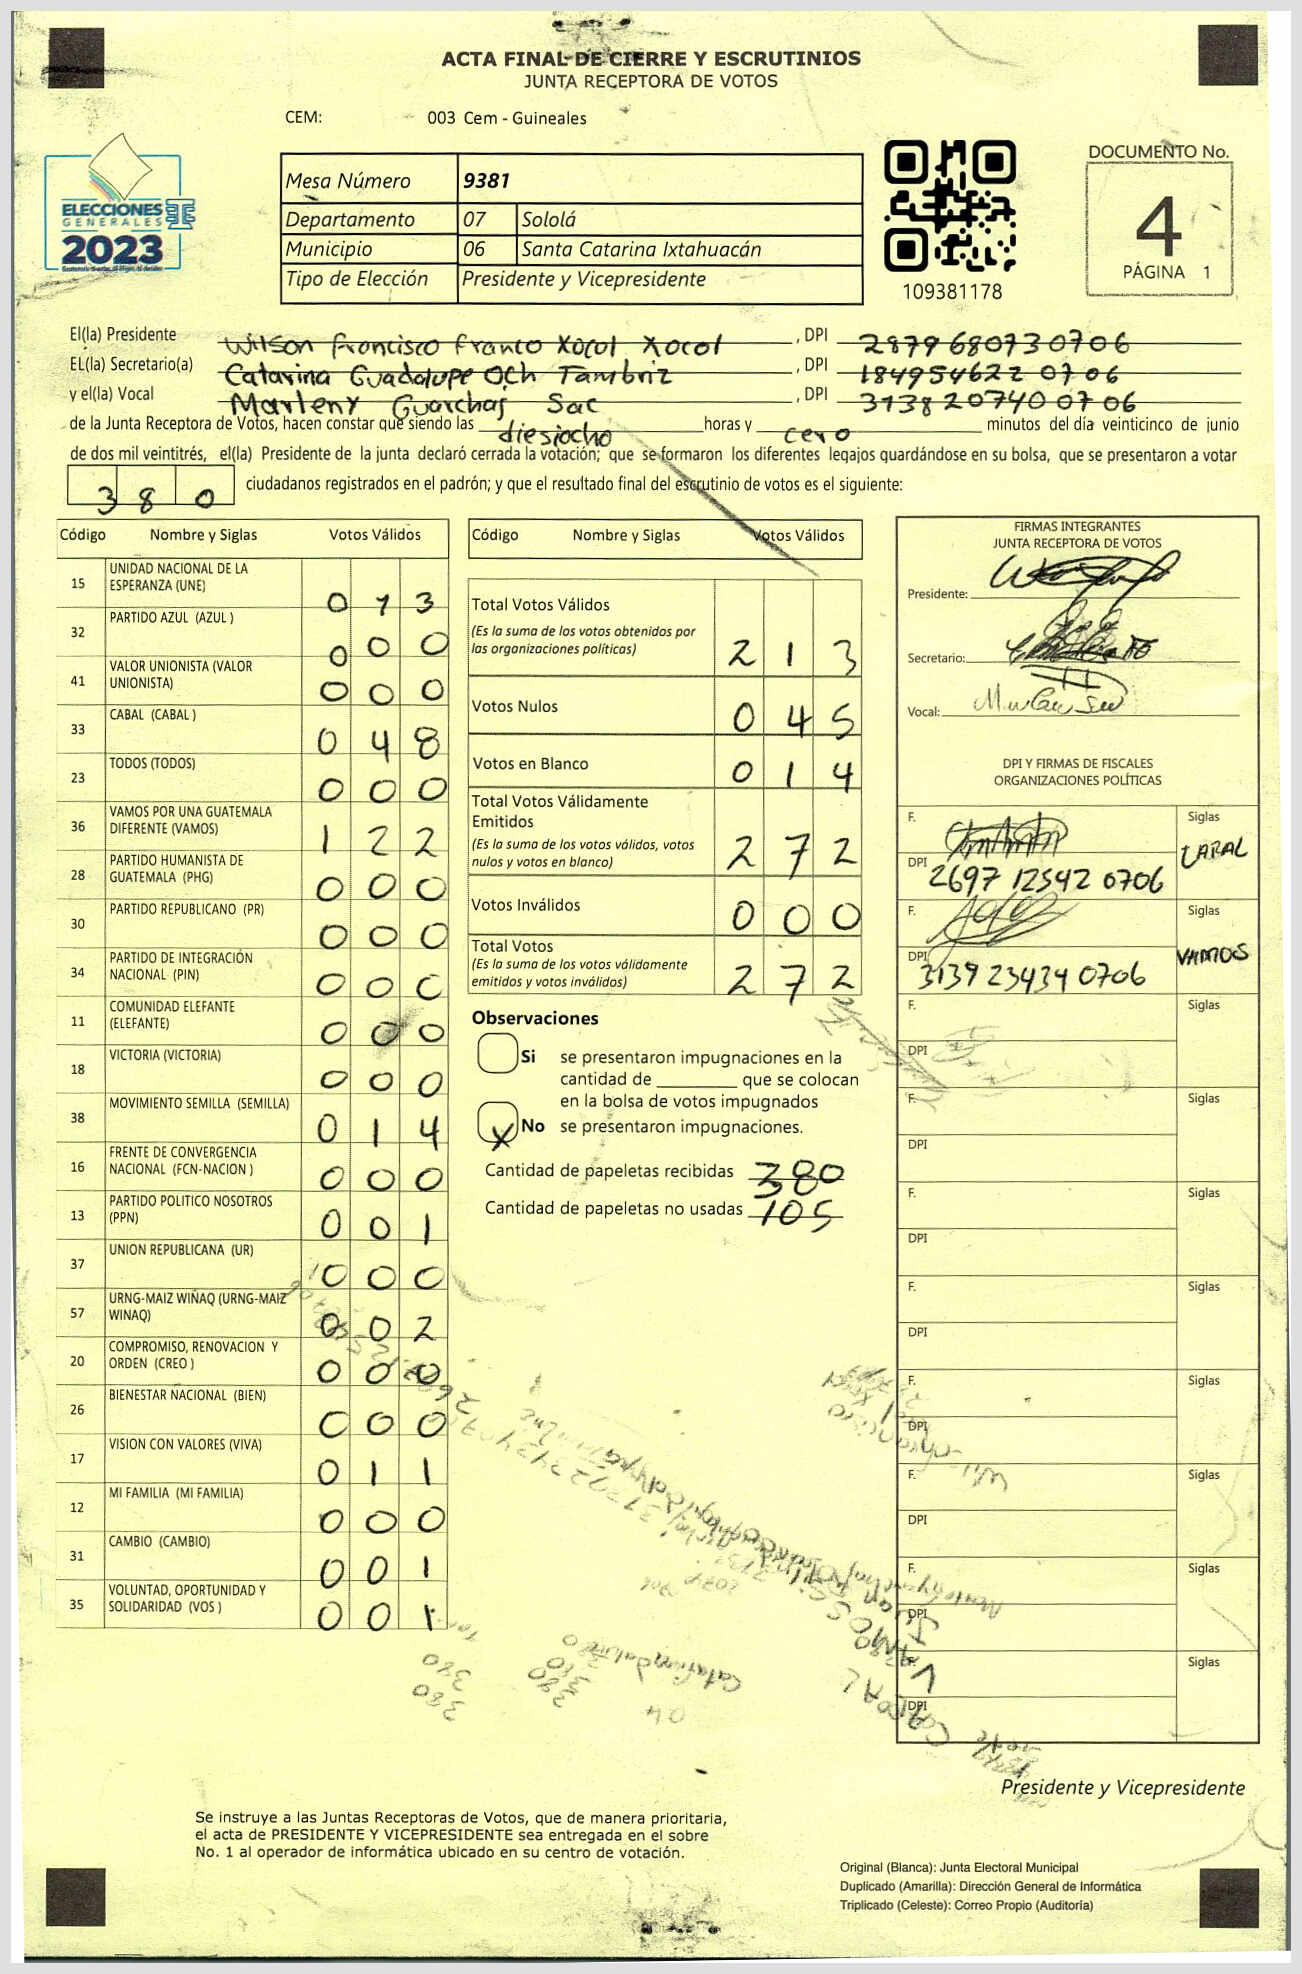 ACTA FINAL DE CIERRE Y ESCRUTINIOS
JUNTA RECEPTORA DE VOTOS
CEM: 003 Cem - Guineales
ELECCIONES
GENERALES
2023
Mesa Número 9381
Departamento 07 Sololá
Municipio 06 Santa Catarina Ixtahuacán
Tipo de Elección Presidente y Vicepresidente
109381178
DOCUMENTO No.
4
PÁGINA 1
El(la) Presidente Wilson Francisco Franco Xocol Xocol , DPI 2879 68073 0706
EL(la) Secretario(a) Catarina Guadalupe Och Tambriz , DPI 184954622 0706
y el(la) Vocal Marleny Guarchaj Sac , DPI 3138 20740 0706
de la Junta Receptora de Votos, hacen constar que siendo las diesiocho horas y cero minutos del día veinticinco de junio
de dos mil veintitrés, el(la) Presidente de la junta declaró cerrada la votación; que se formaron los diferentes legajos guardándose en su bolsa, que se presentaron a votar
380 ciudadanos registrados en el padrón; y que el resultado final del escrutinio de votos es el siguiente:
Código Nombre y Siglas Votos Válidos
15 UNIDAD NACIONAL DE LA ESPERANZA (UNE) 0 1 3
32 PARTIDO AZUL (AZUL ) 0 0 0
41 VALOR UNIONISTA (VALOR UNIONISTA) 0 0 0
33 CABAL (CABAL ) 0 4 8
23 TODOS (TODOS) 0 0 0
36 VAMOS POR UNA GUATEMALA DIFERENTE (VAMOS) 1 2 2
28 PARTIDO HUMANISTA DE GUATEMALA (PHG) 0 0 0
30 PARTIDO REPUBLICANO (PR) 0 0 0
34 PARTIDO DE INTEGRACIÓN NACIONAL (PIN) 0 0 0
11 COMUNIDAD ELEFANTE (ELEFANTE) 0 0 0
18 VICTORIA (VICTORIA) 0 0 0
38 MOVIMIENTO SEMILLA (SEMILLA) 0 1 4
16 FRENTE DE CONVERGENCIA NACIONAL (FCN-NACION ) 0 0 0
13 PARTIDO POLITICO NOSOTROS (PPN) 0 0 1
37 UNION REPUBLICANA (UR) 0 0 0
57 URNG-MAIZ WINAQ (URNG-MAIZ WINAQ) 0 0 2
20 COMPROMISO, RENOVACION Y ORDEN (CREO ) 0 0 0
26 BIENESTAR NACIONAL (BIEN) 0 0 0
17 VISION CON VALORES (VIVA) 0 1 1
12 MI FAMILIA (MI FAMILIA) 0 0 0
31 CAMBIO (CAMBIO) 0 0 1
35 VOLUNTAD, OPORTUNIDAD Y SOLIDARIDAD (VOS ) 0 0 1
Código Nombre y Siglas Votos Válidos
Total Votos Válidos
(Es la suma de los votos obtenidos por las organizaciones políticas) 2 1 3
Votos Nulos 0 4 5
Votos en Blanco 0 1 4
Total Votos Válidamente Emitidos
(Es la suma de los votos válidos, votos nulos y votos en blanco) 2 7 2
Votos Inválidos 0 0 0
Total Votos
(Es la suma de los votos válidamente emitidos y votos inválidos) 2 7 2
Observaciones
Si se presentaron impugnaciones en la
cantidad de ________ que se colocan
en la bolsa de votos impugnados
X No se presentaron impugnaciones.
Cantidad de papeletas recibidas 380
Cantidad de papeletas no usadas 105
FIRMAS INTEGRANTES
JUNTA RECEPTORA DE VOTOS
Presidente:
Secretario:
Vocal:
DPI Y FIRMAS DE FISCALES
ORGANIZACIONES POLÍTICAS
F. Siglas
DPI 2697 12542 0706
F. Siglas VAMOS
DPI 3139 23434 0706
F. Siglas
DPI
F. Siglas
DPI
F. Siglas
DPI
F. Siglas
DPI
F. Siglas
DPI
F. Siglas
DPI
F. Siglas
DPI
F. Siglas
DPI
Presidente y Vicepresidente
Se instruye a las Juntas Receptoras de Votos, que de manera prioritaria,
el acta de PRESIDENTE Y VICEPRESIDENTE sea entregada en el sobre
No. 1 al operador de informática ubicado en su centro de votación.
Original (Blanca): Junta Electoral Municipal
Duplicado (Amarilla): Dirección General de Informática
Triplicado (Celeste): Correo Propio (Auditoría)